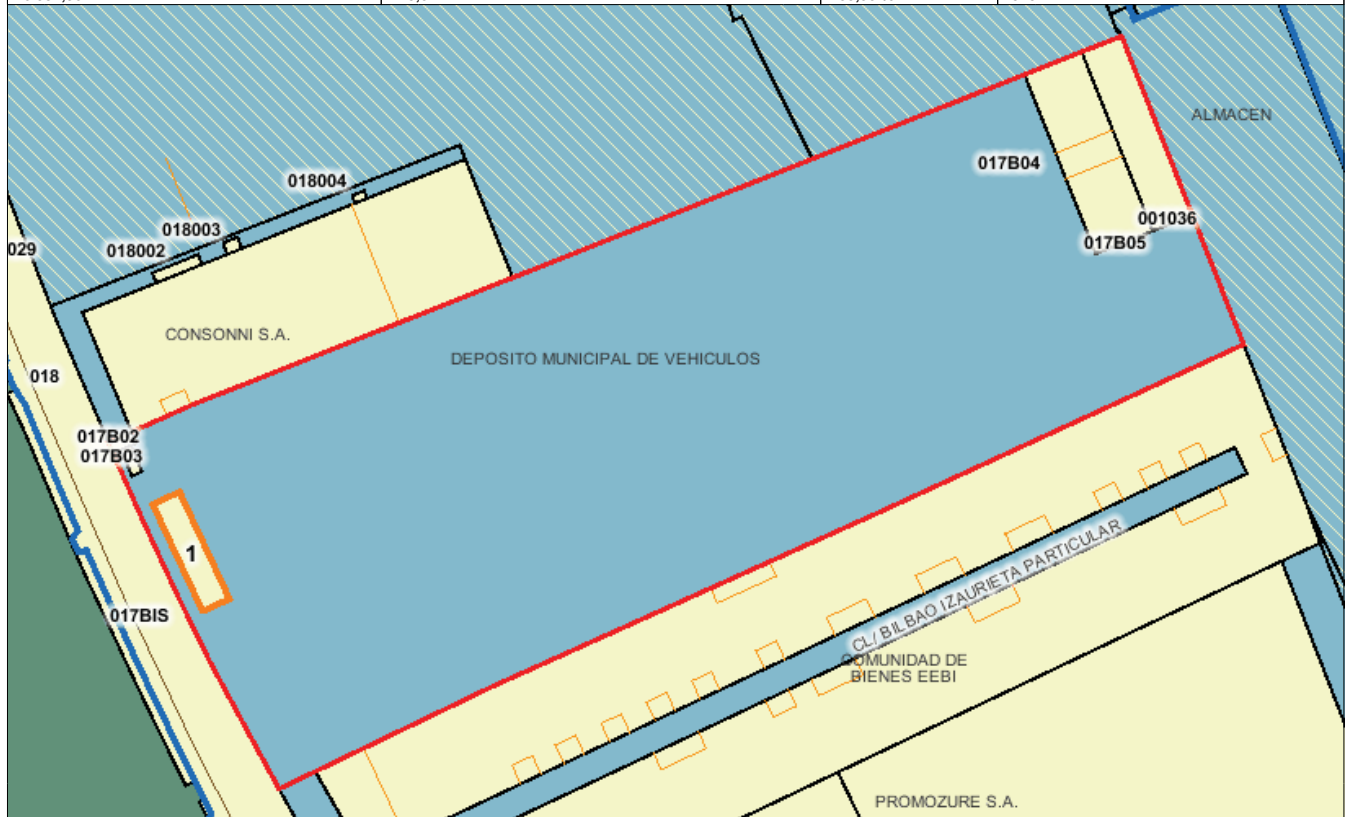 ALMACEN
017B04
018004
001036
018003
017B05
029
018002
CONSONNI S.A.
DEPOSITO MUNICIPAL DE VEHICULOS
018
017B02
017B03
1
CL/ BILBAO IZAURIETA PARTICULAR
017BIS
COMUNIDAD DE
BIENES EEBI
PROMOZURE S.A.